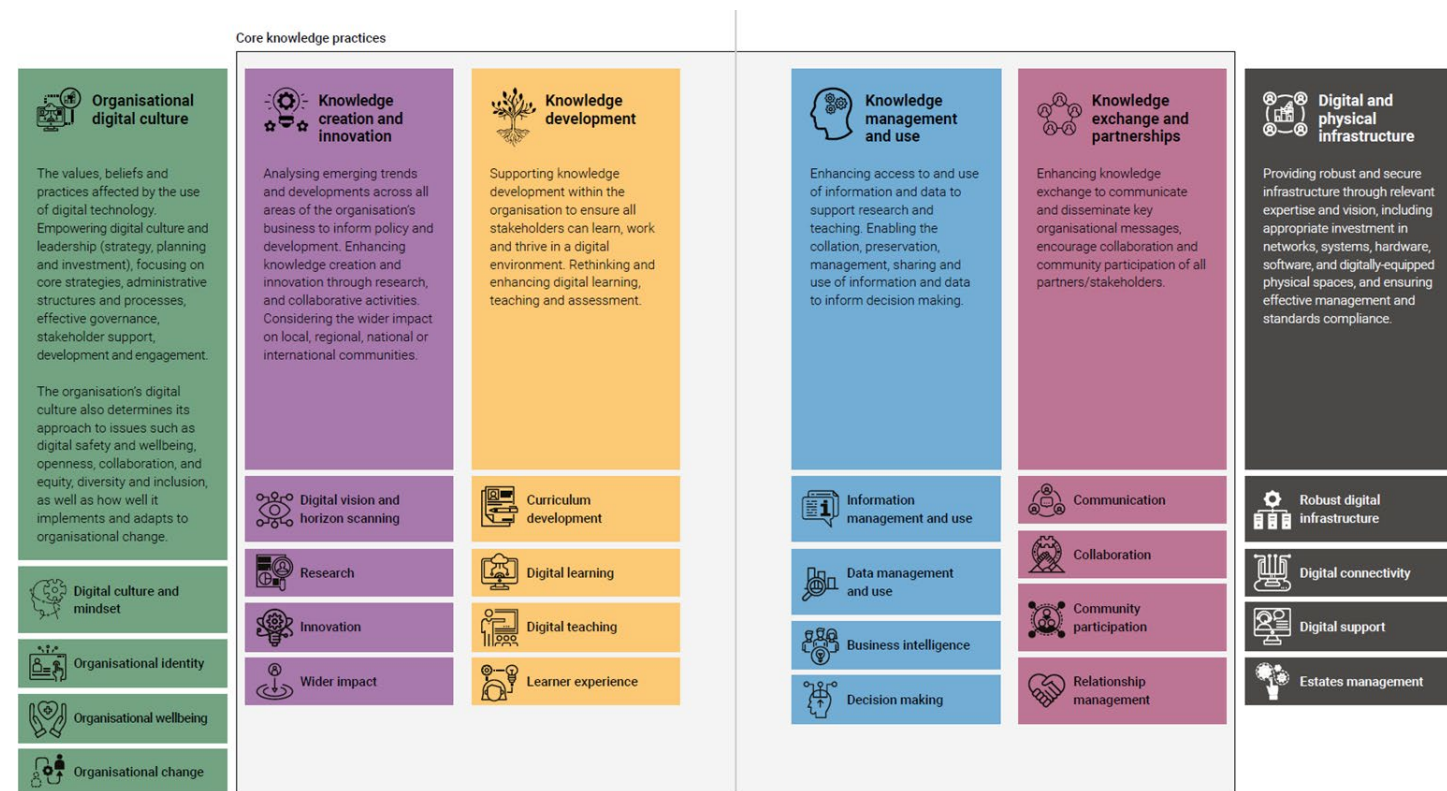 Core knowledge practices
Organisational
digital culture
The values, beliefs and
practices affected by the use
of digital technology.
Empowering digital culture and
leadership (strategy, planning
and investment), focusing on
core strategies, administrative
structures and processes,
effective governance,
stakeholder support,
development and engagement.
The organisation's digital
culture also determines its
approach to issues such as
digital safety and wellbeing,
openness, collaboration, and
equity, diversity and inclusion,
as well as how well it
implements and adapts to
organisational change.
Digital culture and
mindset
Organisational identity
Organisational wellbeing
Organisational change
Knowledge
creation and
innovation
Analysing emerging trends
and developments across all
areas of the organisation's
business to inform policy and
development. Enhancing
knowledge creation and
innovation through research,
and collaborative activities.
Considering the wider impact
on local, regional, national or
international communities.
Digital vision and
horizon scanning
Research
Innovation
Wider impact
Knowledge
development
Supporting knowledge
development within the
organisation to ensure all
stakeholders can learn, work
and thrive in a digital
environment. Rethinking and
enhancing digital learning,
teaching and assessment.
Curriculum
development
Digital learning
Digital teaching
Learner experience
Knowledge
management
and use
Enhancing access to and use
of information and data to
support research and
teaching. Enabling the
collation, preservation,
management, sharing and
use of information and data
to inform decision making.
Information
management and use
Data management
and use
Business intelligence
Decision making
Knowledge
exchange and
partnerships
Enhancing knowledge
exchange to communicate
and disseminate key
organisational messages,
encourage collaboration and
community participation of all
partners/stakeholders.
Communication
Collaboration
Community
participation
Relationship
management
Digital and
physical
infrastructure
Providing robust and secure
infrastructure through relevant
expertise and vision, including
appropriate investment in
networks, systems, hardware,
software, and digitally-equipped
physical spaces, and ensuring
effective management and
standards compliance.
Robust digital
infrastructure
Digital connectivity
Digital support
Estates management